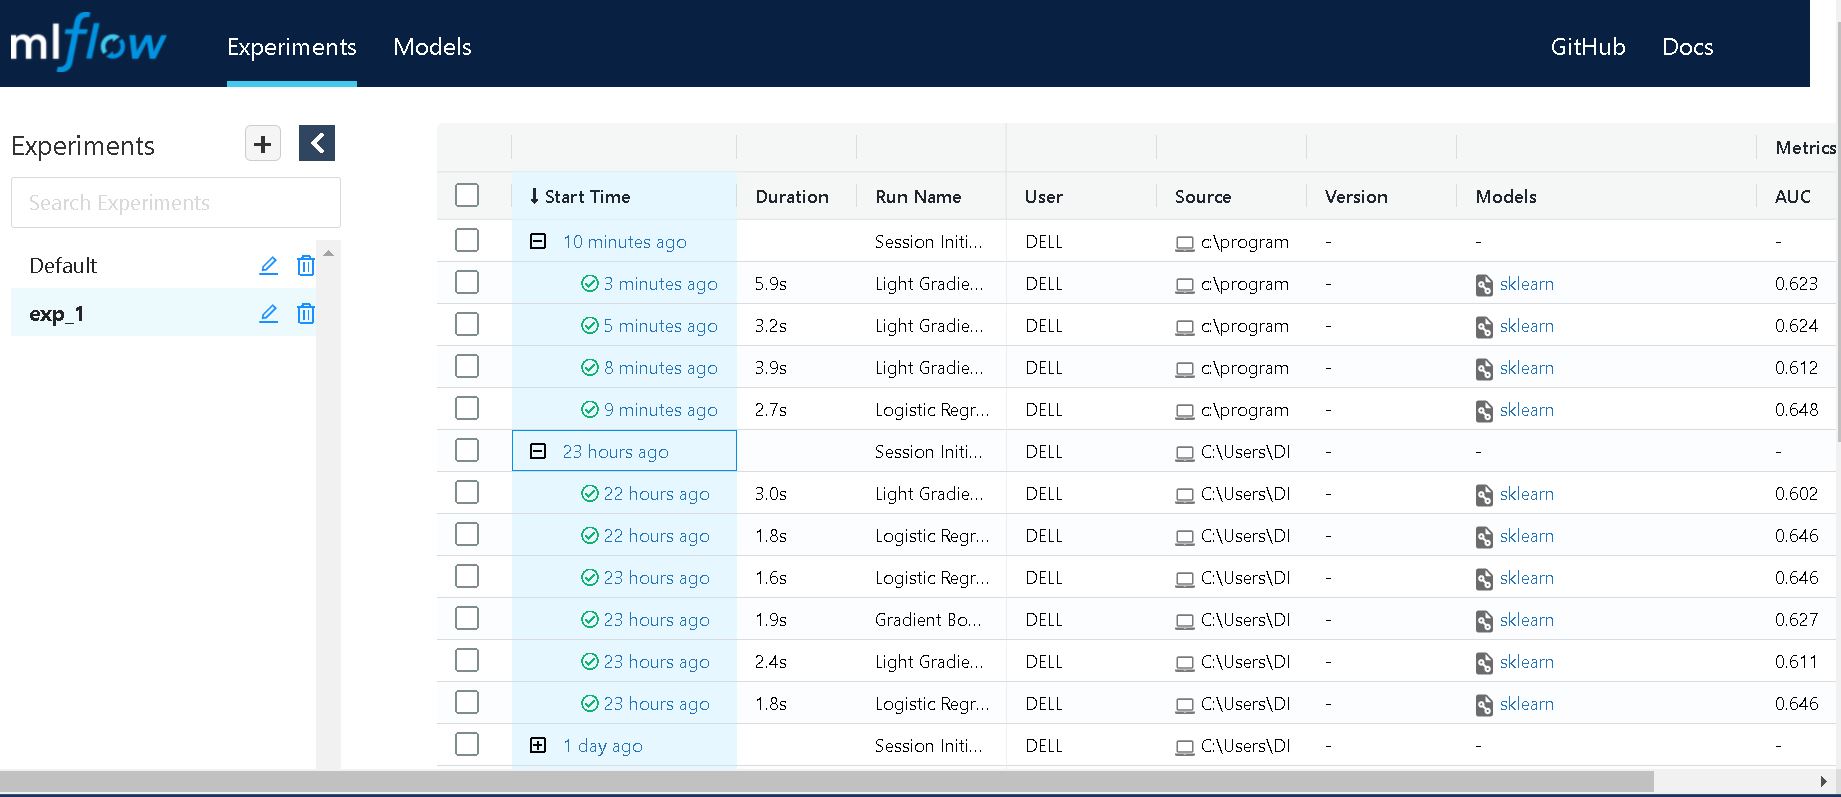 mlflow Experiments Models GitHub Docs
Experiments
Search Experiments
Default
exp_1
Metrics
Start Time Duration Run Name User Source Version Models AUC
10 minutes ago Session Initi... DELL c:\program - - -
3 minutes ago 5.9s Light Gradie... DELL c:\program - sklearn 0.623
5 minutes ago 3.2s Light Gradie... DELL c:\program - sklearn 0.624
8 minutes ago 3.9s Light Gradie... DELL c:\program - sklearn 0.612
9 minutes ago 2.7s Logistic Regr... DELL c:\program - sklearn 0.648
23 hours ago Session Initi... DELL C:\Users\DI - - -
22 hours ago 3.0s Light Gradie... DELL C:\Users\DI - sklearn 0.602
22 hours ago 1.8s Logistic Regr... DELL C:\Users\DI - sklearn 0.646
23 hours ago 1.6s Logistic Regr... DELL C:\Users\DI - sklearn 0.646
23 hours ago 1.9s Gradient Bo... DELL C:\Users\DI - sklearn 0.627
23 hours ago 2.4s Light Gradie... DELL C:\Users\DI - sklearn 0.611
23 hours ago 1.8s Logistic Regr... DELL C:\Users\DI - sklearn 0.646
1 day ago Session Initi... DELL C:\Users\DI - - -